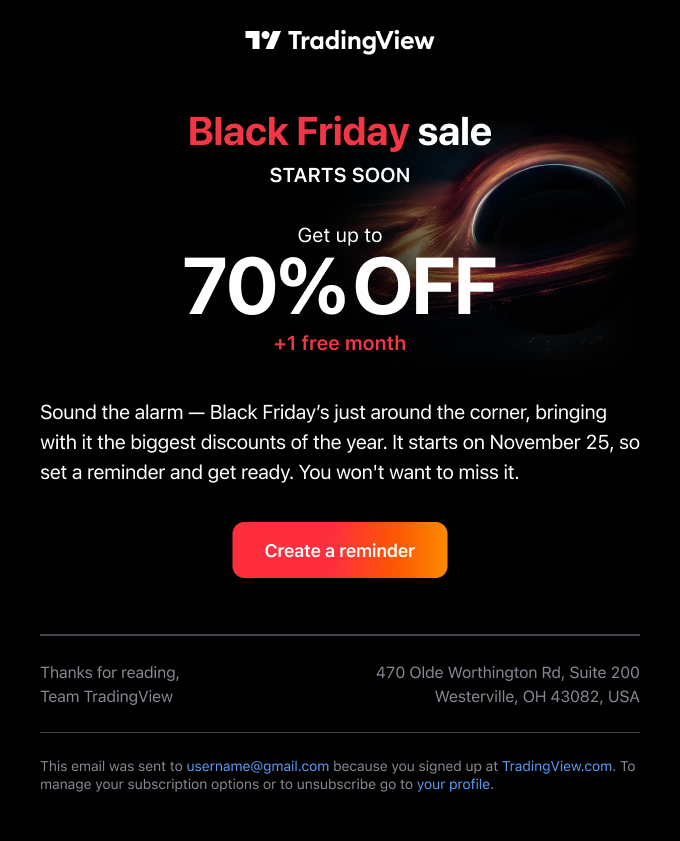 TradingView
Black Friday sale
STARTS SOON
Get up to
70% OFF
+1 free month
Sound the alarm — Black Friday’s just around the corner, bringing
with it the biggest discounts of the year. It starts on November 25, so
set a reminder and get ready. You won't want to miss it.
Create a reminder
Thanks for reading,
Team TradingView
470 Olde Worthington Rd, Suite 200
Westerville, OH 43082, USA
This email was sent to username@gmail.com because you signed up at TradingView.com. To
manage your subscription options or to unsubscribe go to your profile.